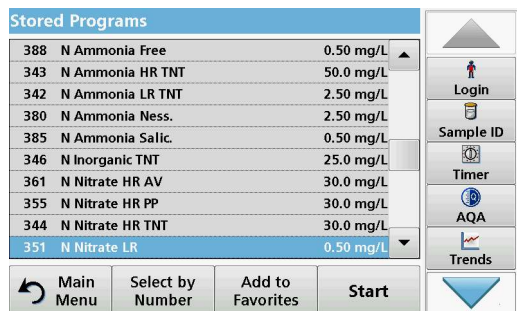 Stored Programs
388 N Ammonia Free 0.50 mg/L
343 N Ammonia HR TNT 50.0 mg/L
342 N Ammonia LR TNT 2.50 mg/L
380 N Ammonia Ness. 2.50 mg/L
385 N Ammonia Salic. 0.50 mg/L
346 N Inorganic TNT 25.0 mg/L
361 N Nitrate HR AV 30.0 mg/L
355 N Nitrate HR PP 30.0 mg/L
344 N Nitrate HR TNT 30.0 mg/L
351 N Nitrate LR 0.50 mg/L
Main
Menu
Select by
Number
Add to
Favorites
Start
Login
Sample ID
Timer
AQA
Trends